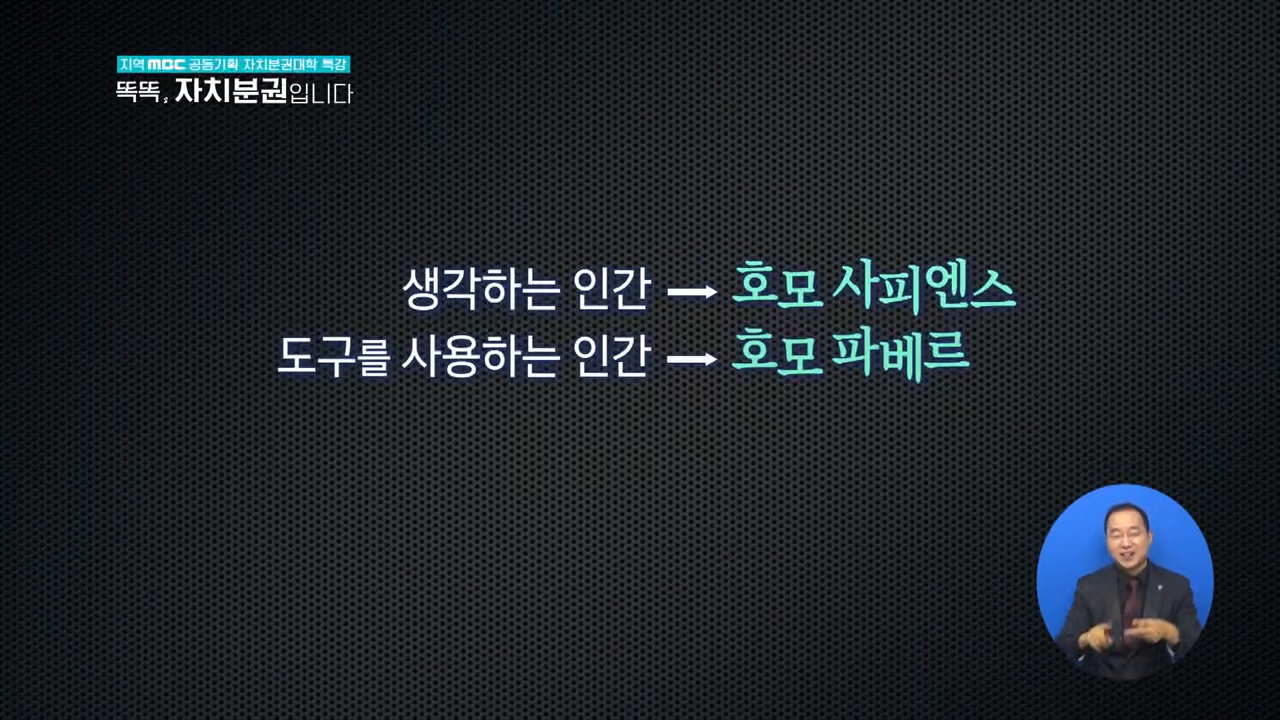 지역 MBC 공동기획 자치분권대학 특강
똑똑, 자치분권입니다
생각하는 인간 → 호모 사피엔스
도구를 사용하는 인간 → 호모 파베르